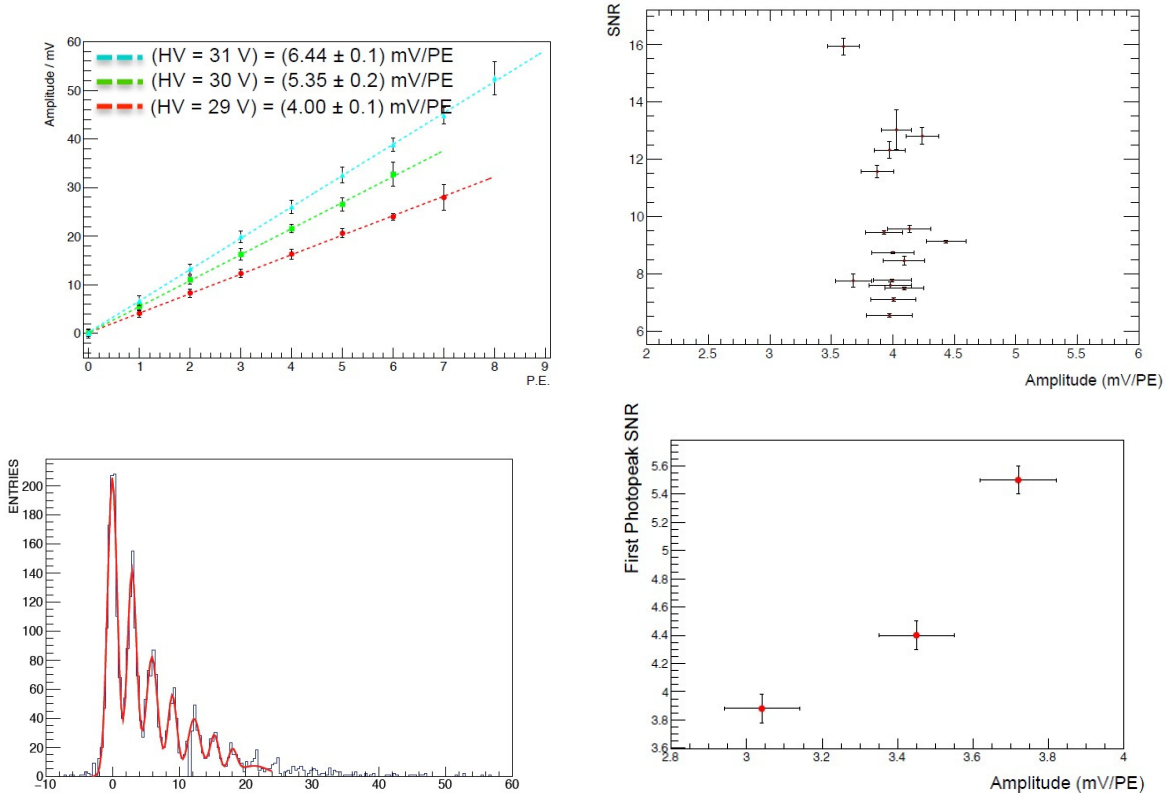 Amplitude / mV
60
50
40
30
20
10
0
(HV = 31 V) = (6.44 ± 0.1) mV/PE
(HV = 30 V) = (5.35 ± 0.2) mV/PE
(HV = 29 V) = (4.00 ± 0.1) mV/PE
0 1 2 3 4 5 6 7 8 9
P.E.
SNR
16
14
12
10
8
6
2 2.5 3 3.5 4 4.5 5 5.5 6
Amplitude (mV/PE)
ENTRIES
200
180
160
140
120
100
80
60
40
20
0
−10 0 10 20 30 40 50 60
First Photopeak SNR
5.6
5.4
5.2
5
4.8
4.6
4.4
4.2
4
3.8
3.6
2.8 3 3.2 3.4 3.6 3.8 4
Amplitude (mV/PE)